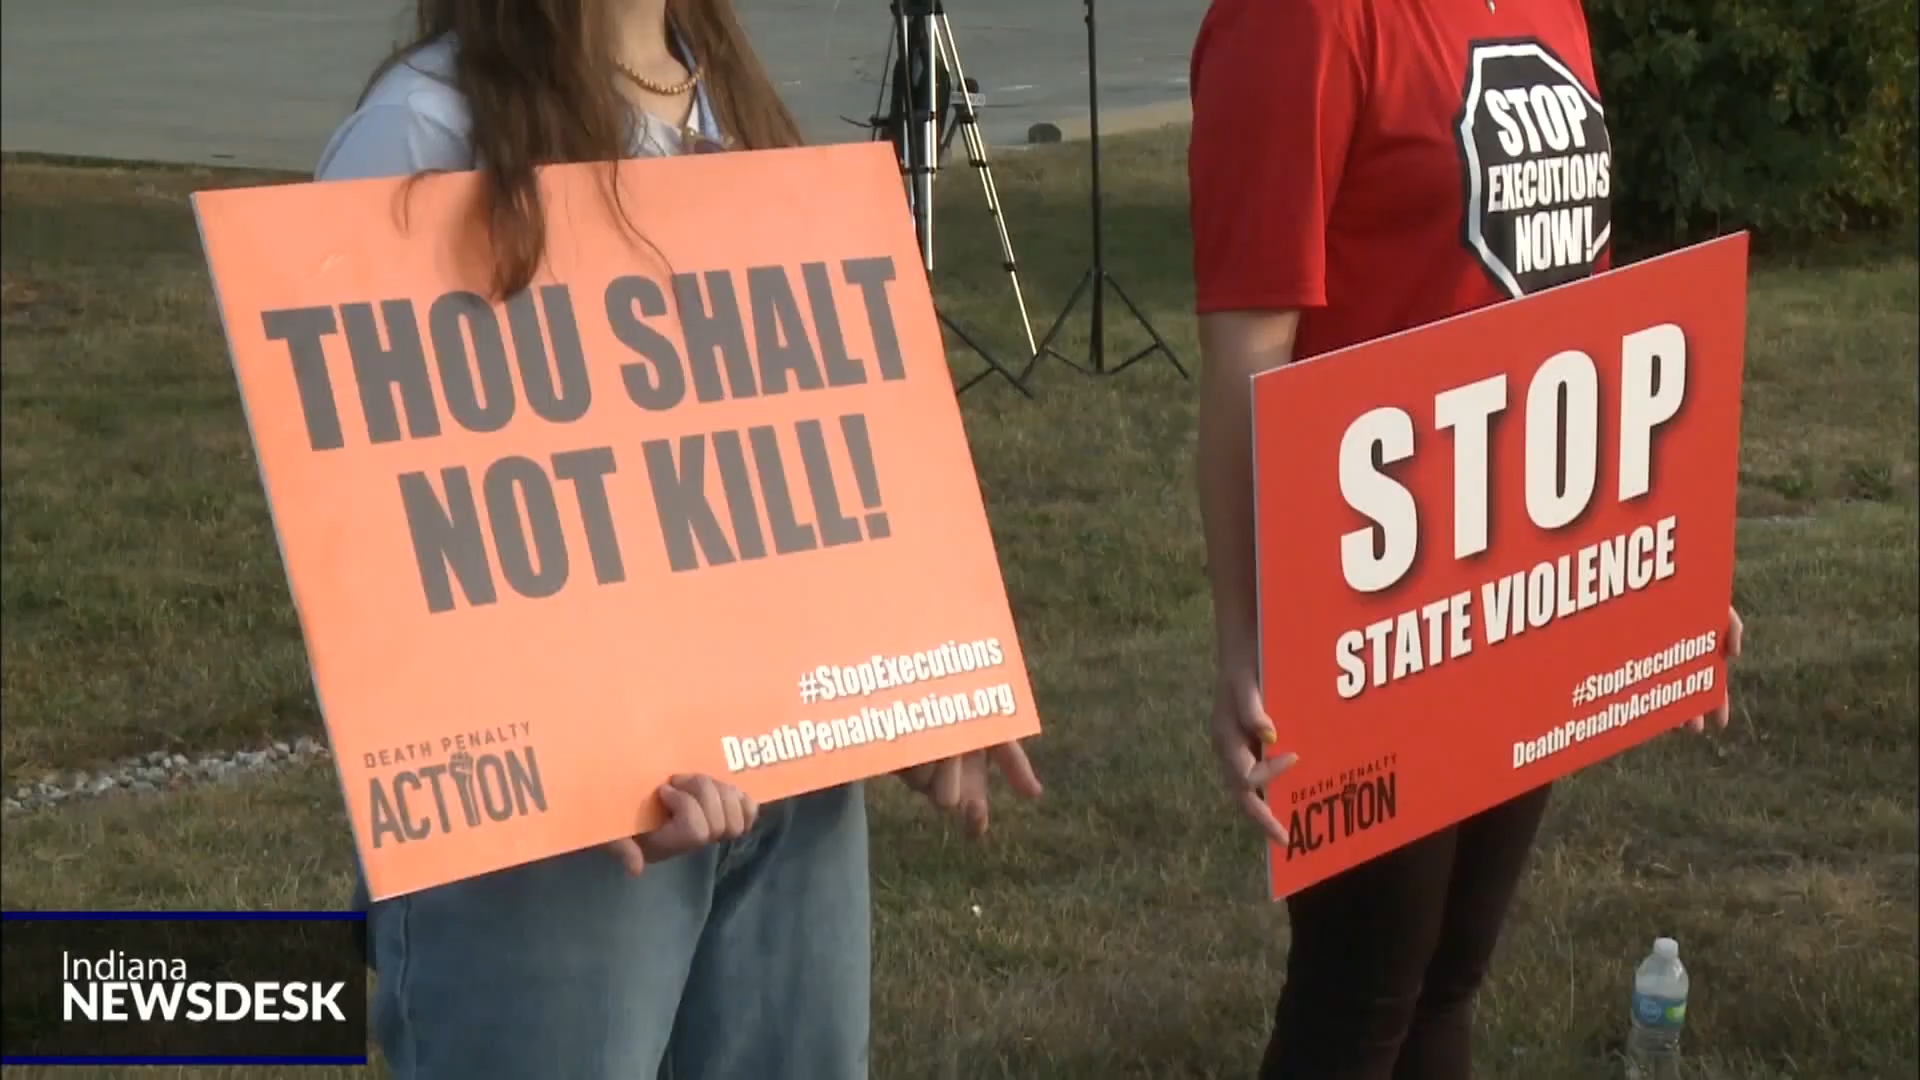 THOU SHALT
NOT KILL!
#StopExecutions
DeathPenaltyAction.org
DEATH PENALTY
ACTION
STOP
EXECUTIONS
NOW!
STOP
STATE VIOLENCE
#StopExecutions
DeathPenaltyAction.org
DEATH PENALTY
ACTION
Indiana
NEWSDESK